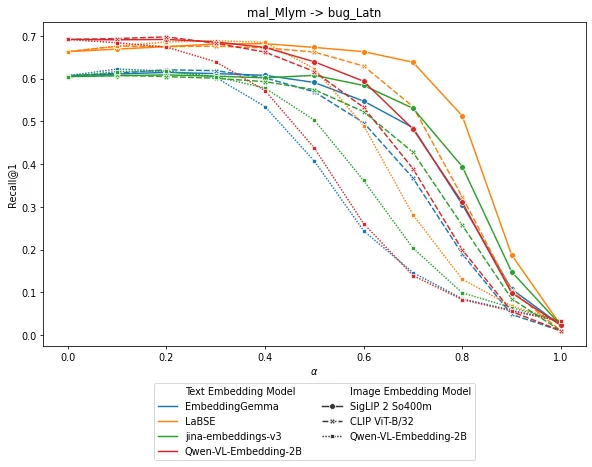 mal_Mlym -> bug_Latn
Recall@1
0.7
0.6
0.5
0.4
0.3
0.2
0.1
0.0
0.0 0.2 0.4 0.6 0.8 1.0
α
Text Embedding Model Image Embedding Model
EmbeddingGemma SigLIP 2 So400m
LaBSE CLIP ViT-B/32
jina-embeddings-v3 Qwen-VL-Embedding-2B
Qwen-VL-Embedding-2B